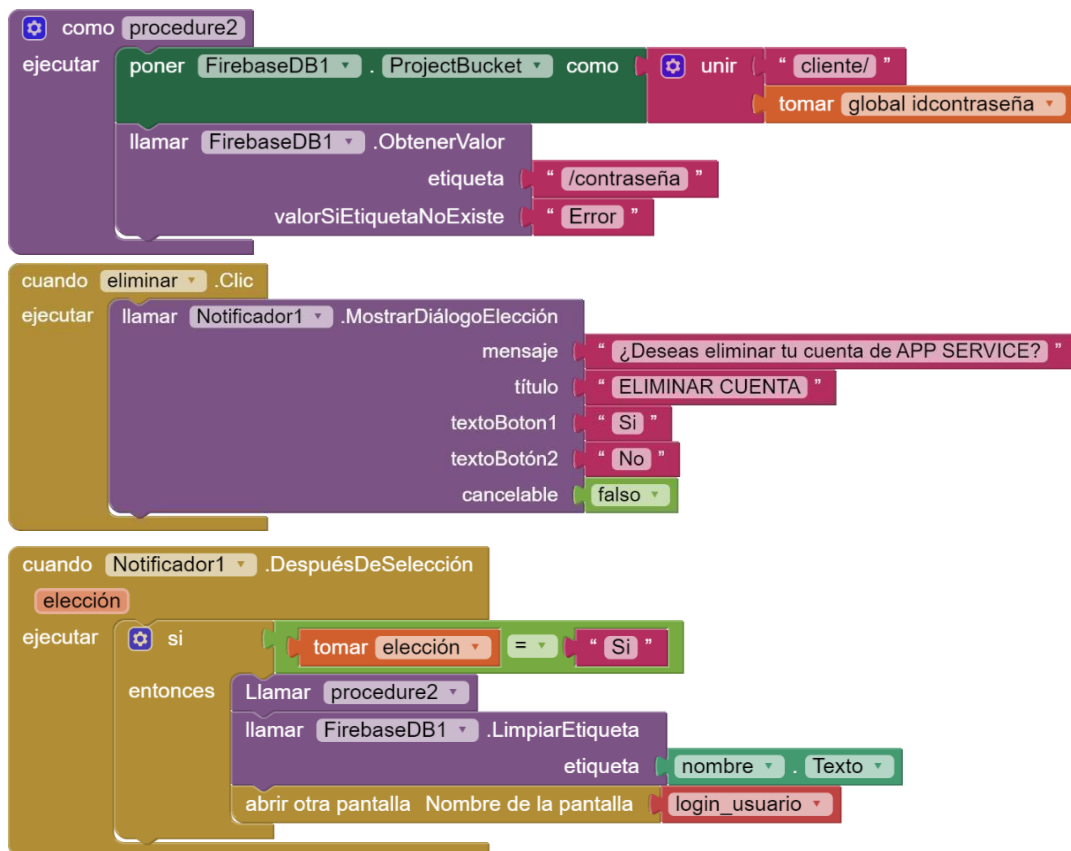 como procedure2
ejecutar poner FirebaseDB1 . ProjectBucket como unir " cliente/ "
tomar global idcontraseña
llamar FirebaseDB1 .ObtenerValor
etiqueta " /contraseña "
valorSiEtiquetaNoExiste " Error "
cuando eliminar .Clic
ejecutar llamar Notificador1 .MostrarDiálogoElección
mensaje " ¿Deseas eliminar tu cuenta de APP SERVICE? "
título " ELIMINAR CUENTA "
textoBoton1 " Si "
textoBotón2 " No "
cancelable falso
cuando Notificador1 .DespuésDeSelección
elección
ejecutar si tomar elección = " Si "
entonces Llamar procedure2
llamar FirebaseDB1 .LimpiarEtiqueta
etiqueta nombre . Texto
abrir otra pantalla Nombre de la pantalla login_usuario